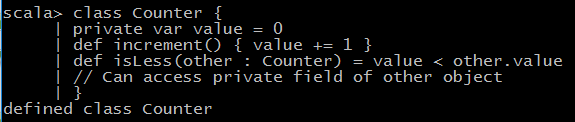 scala> class Counter {
     | private var value = 0
     | def increment() { value += 1 }
     | def isLess(other : Counter) = value < other.value
     | // Can access private field of other object
     | }
defined class Counter